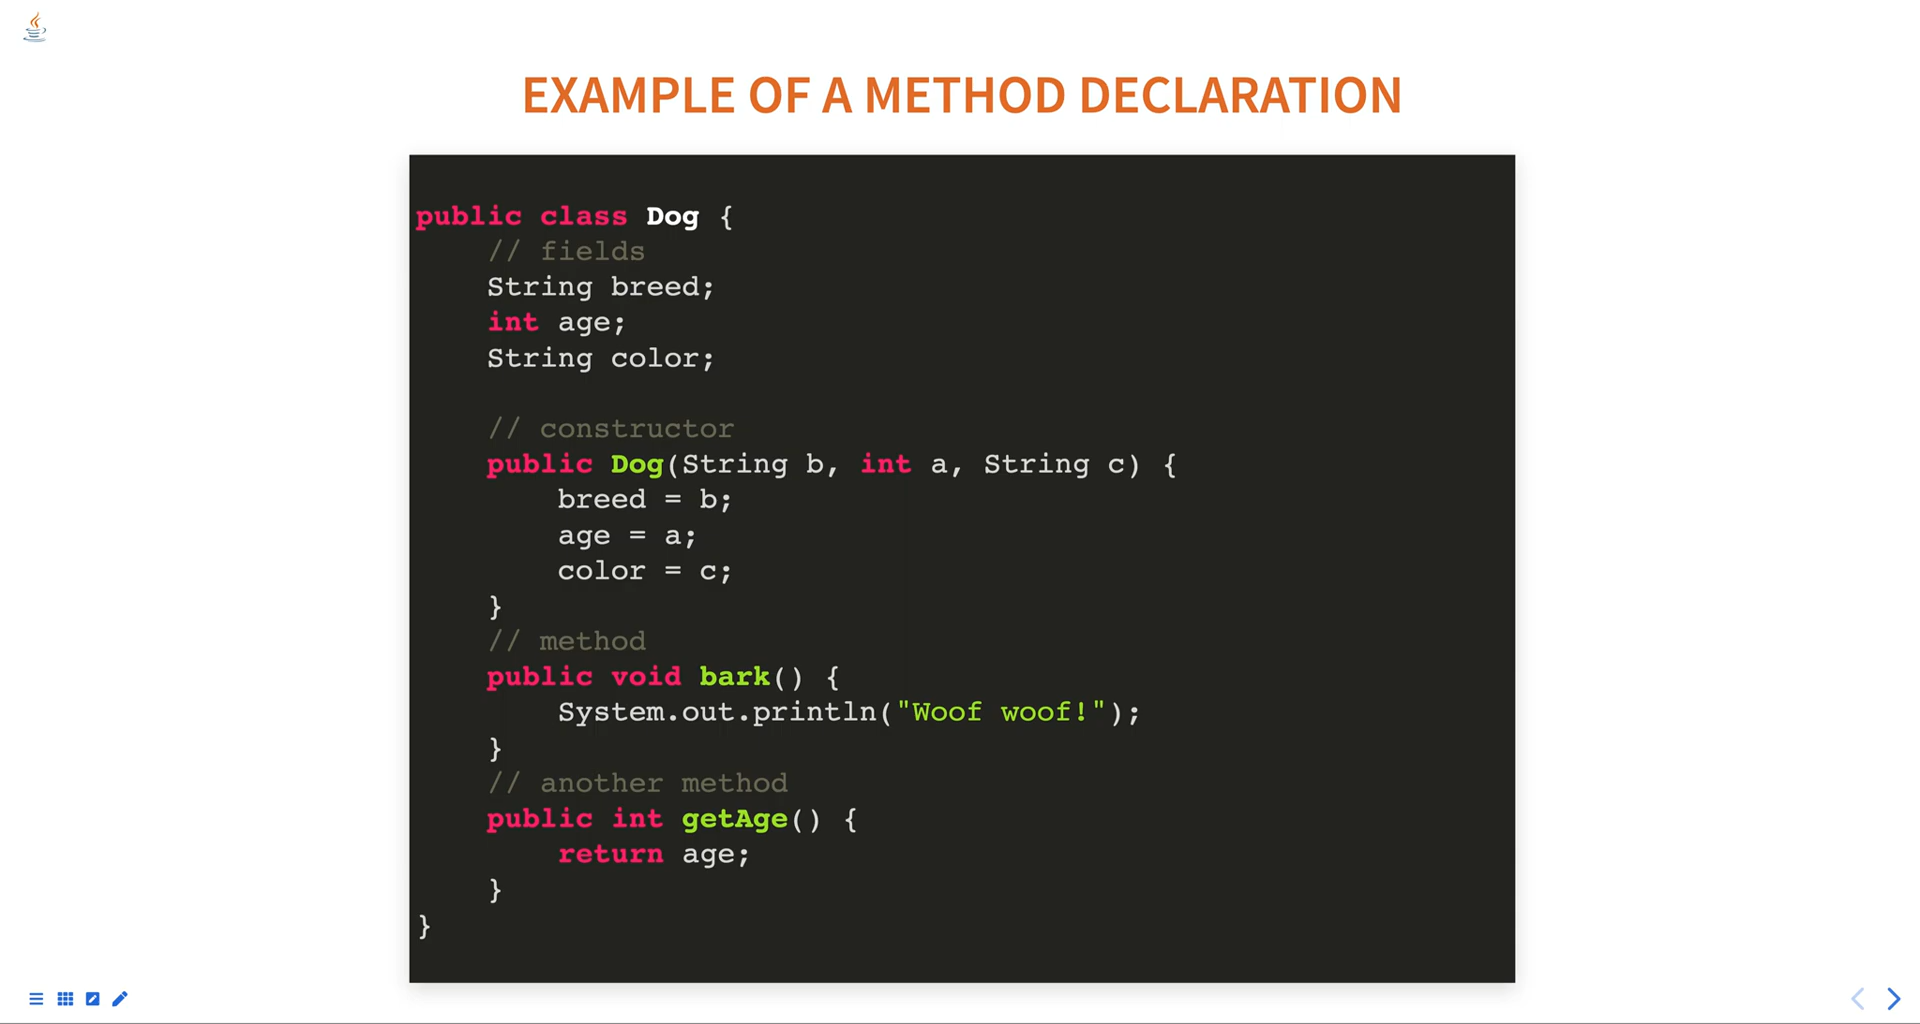 EXAMPLE OF A METHOD DECLARATION
public class Dog {
// fields
String breed;
int age;
String color;
// constructor
public Dog(String b, int a, String c) {
breed = b;
age = a;
color = c;
}
// method
public void bark() {
System.out.println("Woof woof!");
}
// another method
public int getAge() {
return age;
}
}